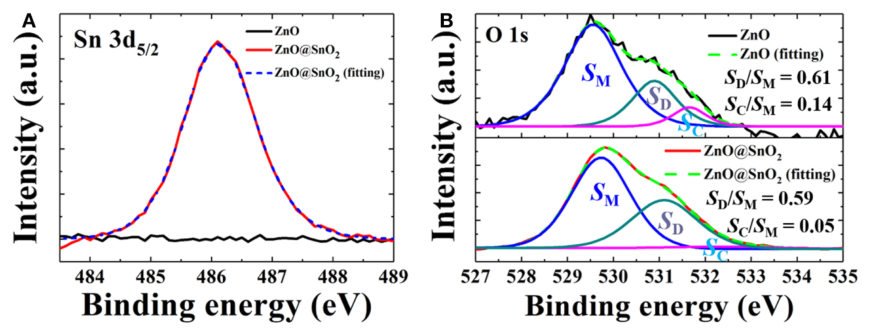 A
Sn 3d5/2
ZnO
ZnO@SnO2
ZnO@SnO2 (fitting)
Intensity (a.u.)
484 485 486 487 488 489
Binding energy (eV)
B
O 1s
ZnO
ZnO (fitting)
SD/SM = 0.61
SC/SM = 0.14
SM
SD
SC
ZnO@SnO2
ZnO@SnO2 (fitting)
SD/SM = 0.59
SC/SM = 0.05
SM
SD
SC
Intensity (a.u.)
527 528 529 530 531 532 533 534 535
Binding energy (eV)